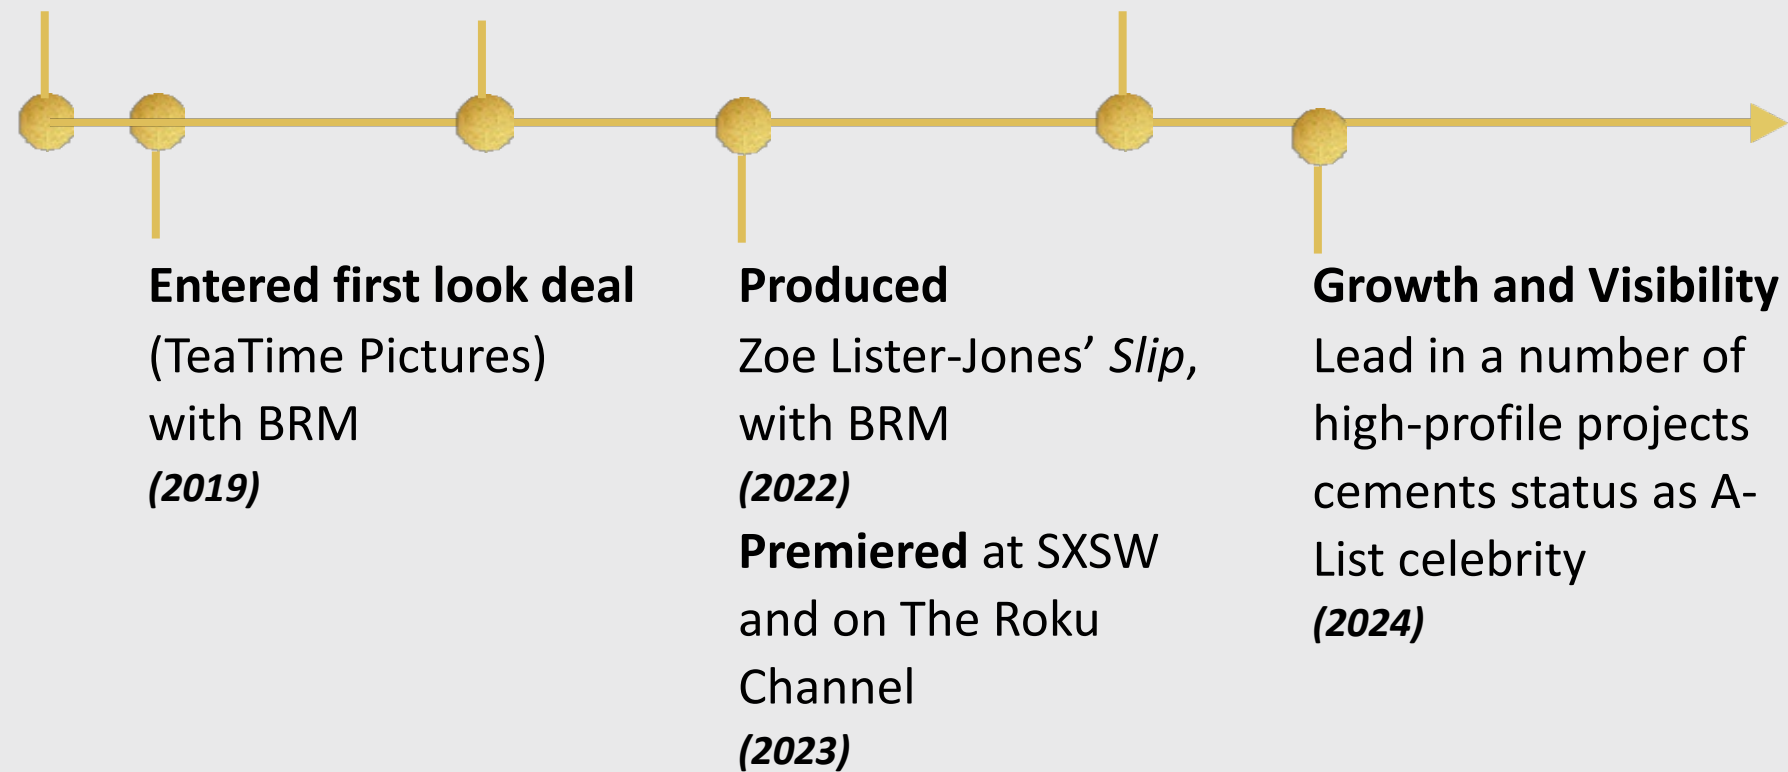 Entered first look deal
(TeaTime Pictures)
with BRM
(2019)
Produced
Zoe Lister-Jones’ Slip,
with BRM
(2022)
Premiered at SXSW
and on The Roku
Channel
(2023)
Growth and Visibility
Lead in a number of
high-profile projects
cements status as A-
List celebrity
(2024)